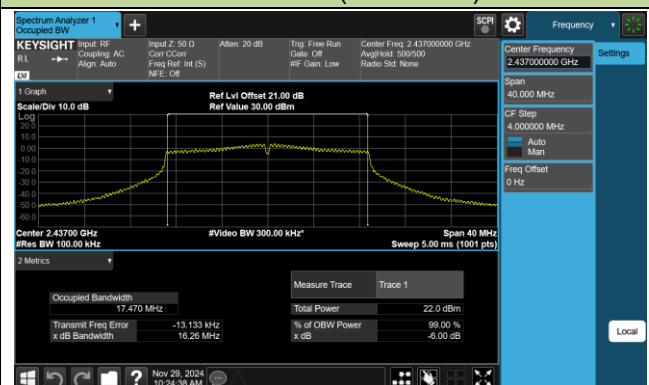 Spectrum Analyzer 1
Occupied BW
+
SCPI
Frequency
KEYSIGHT
RL
Input: RF
Coupling: AC
Align: Auto
Input Z: 50 Ω
Corr CCorr
Freq Ref: Int (S)
NFE: Off
Atten: 20 dB
Trig: Free Run
Gate: Off
#IF Gain: Low
Center Freq: 2.437000000 GHz
Avg|Hold: 500/500
Radio Std: None
LXI
Center Frequency
2.437000000 GHz
Settings
Span
40.000 MHz
CF Step
4.000000 MHz
Auto
Man
Freq Offset
0 Hz
Local
1 Graph
Scale/Div 10.0 dB
Ref Lvl Offset 21.00 dB
Ref Value 30.00 dBm
Log
20.0
10.0
0.00
-10.0
-20.0
-30.0
-40.0
-50.0
-60.0
Center 2.43700 GHz
#Res BW 100.00 kHz
#Video BW 300.00 kHz*
Span 40 MHz
Sweep 5.00 ms (1001 pts)
2 Metrics
Measure Trace Trace 1
Occupied Bandwidth
17.470 MHz
Total Power 22.0 dBm
Transmit Freq Error -13.133 kHz
% of OBW Power 99.00 %
x dB Bandwidth 16.26 MHz
x dB -6.00 dB
?
Nov 29, 2024
10:24:38 AM